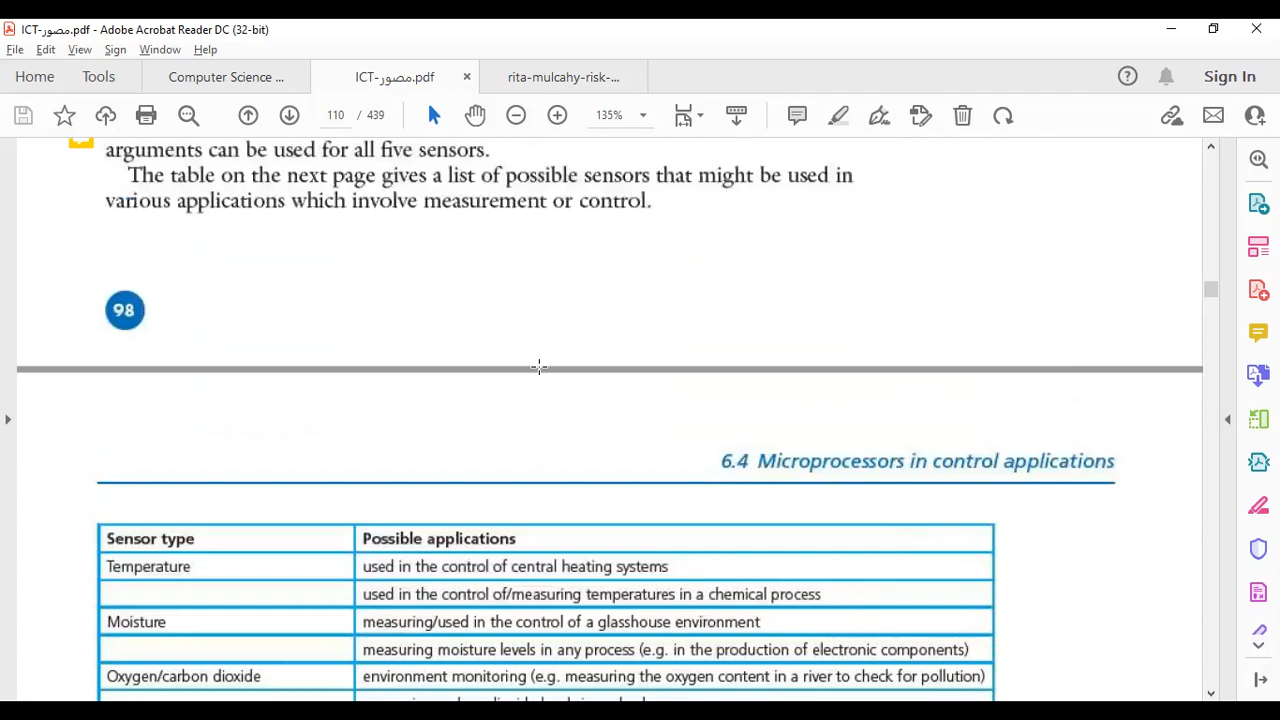 ICT-مصور.pdf - Adobe Acrobat Reader DC (32-bit)
File Edit View Sign Window Help
Home Tools Computer Science ... ICT-مصور.pdf × rita-mulcahy-risk-... Sign In
110 / 439 135%
arguments can be used for all five sensors.
The table on the next page gives a list of possible sensors that might be used in
various applications which involve measurement or control.
98
6.4 Microprocessors in control applications
Sensor type Possible applications
Temperature used in the control of central heating systems
used in the control of/measuring temperatures in a chemical process
Moisture measuring/used in the control of a glasshouse environment
measuring moisture levels in any process (e.g. in the production of electronic components)
Oxygen/carbon dioxide environment monitoring (e.g. measuring the oxygen content in a river to check for pollution)